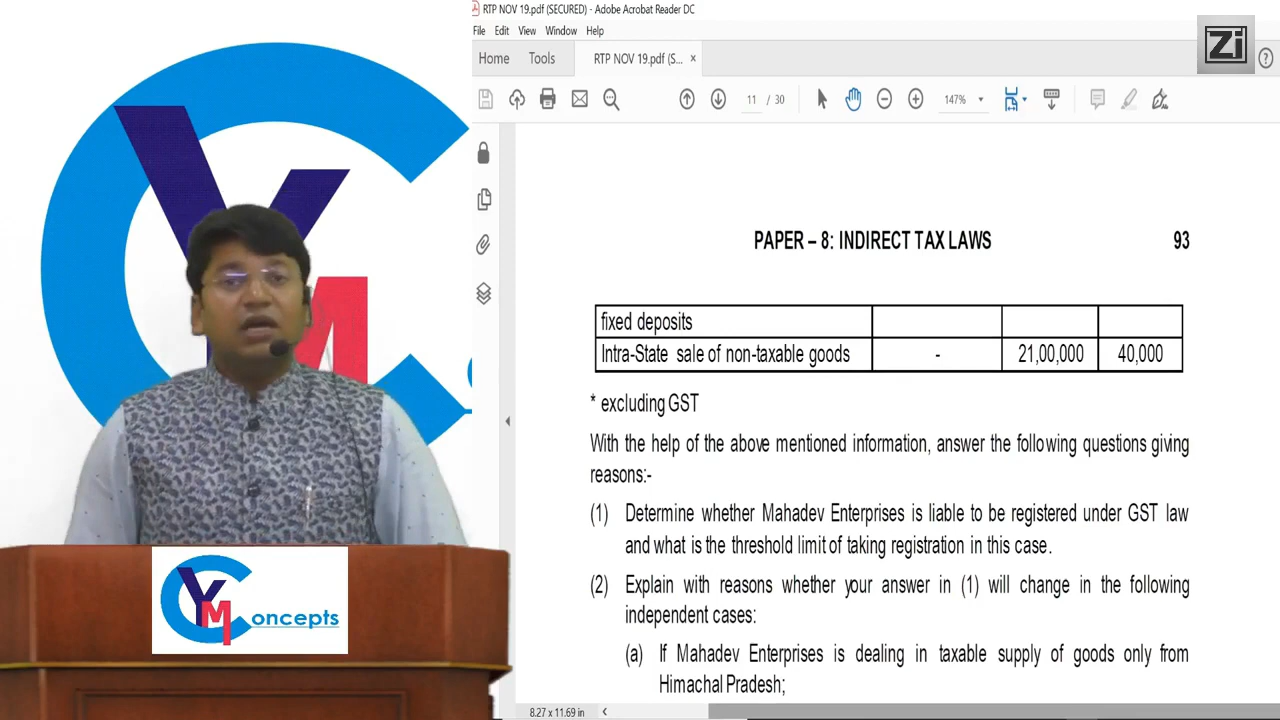 RTP NOV 19.pdf (SECURED) - Adobe Acrobat Reader DC
File Edit View Window Help
Home Tools RTP NOV 19.pdf (S... ×
11 / 30 147%
Zi
PAPER – 8: INDIRECT TAX LAWS 93
fixed deposits
Intra-State sale of non-taxable goods - 21,00,000 40,000
* excluding GST
With the help of the above mentioned information, answer the following questions giving
reasons:-
(1) Determine whether Mahadev Enterprises is liable to be registered under GST law
and what is the threshold limit of taking registration in this case.
(2) Explain with reasons whether your answer in (1) will change in the following
independent cases:
(a) If Mahadev Enterprises is dealing in taxable supply of goods only from
Himachal Pradesh;
8.27 x 11.69 in
YM
YM Concepts